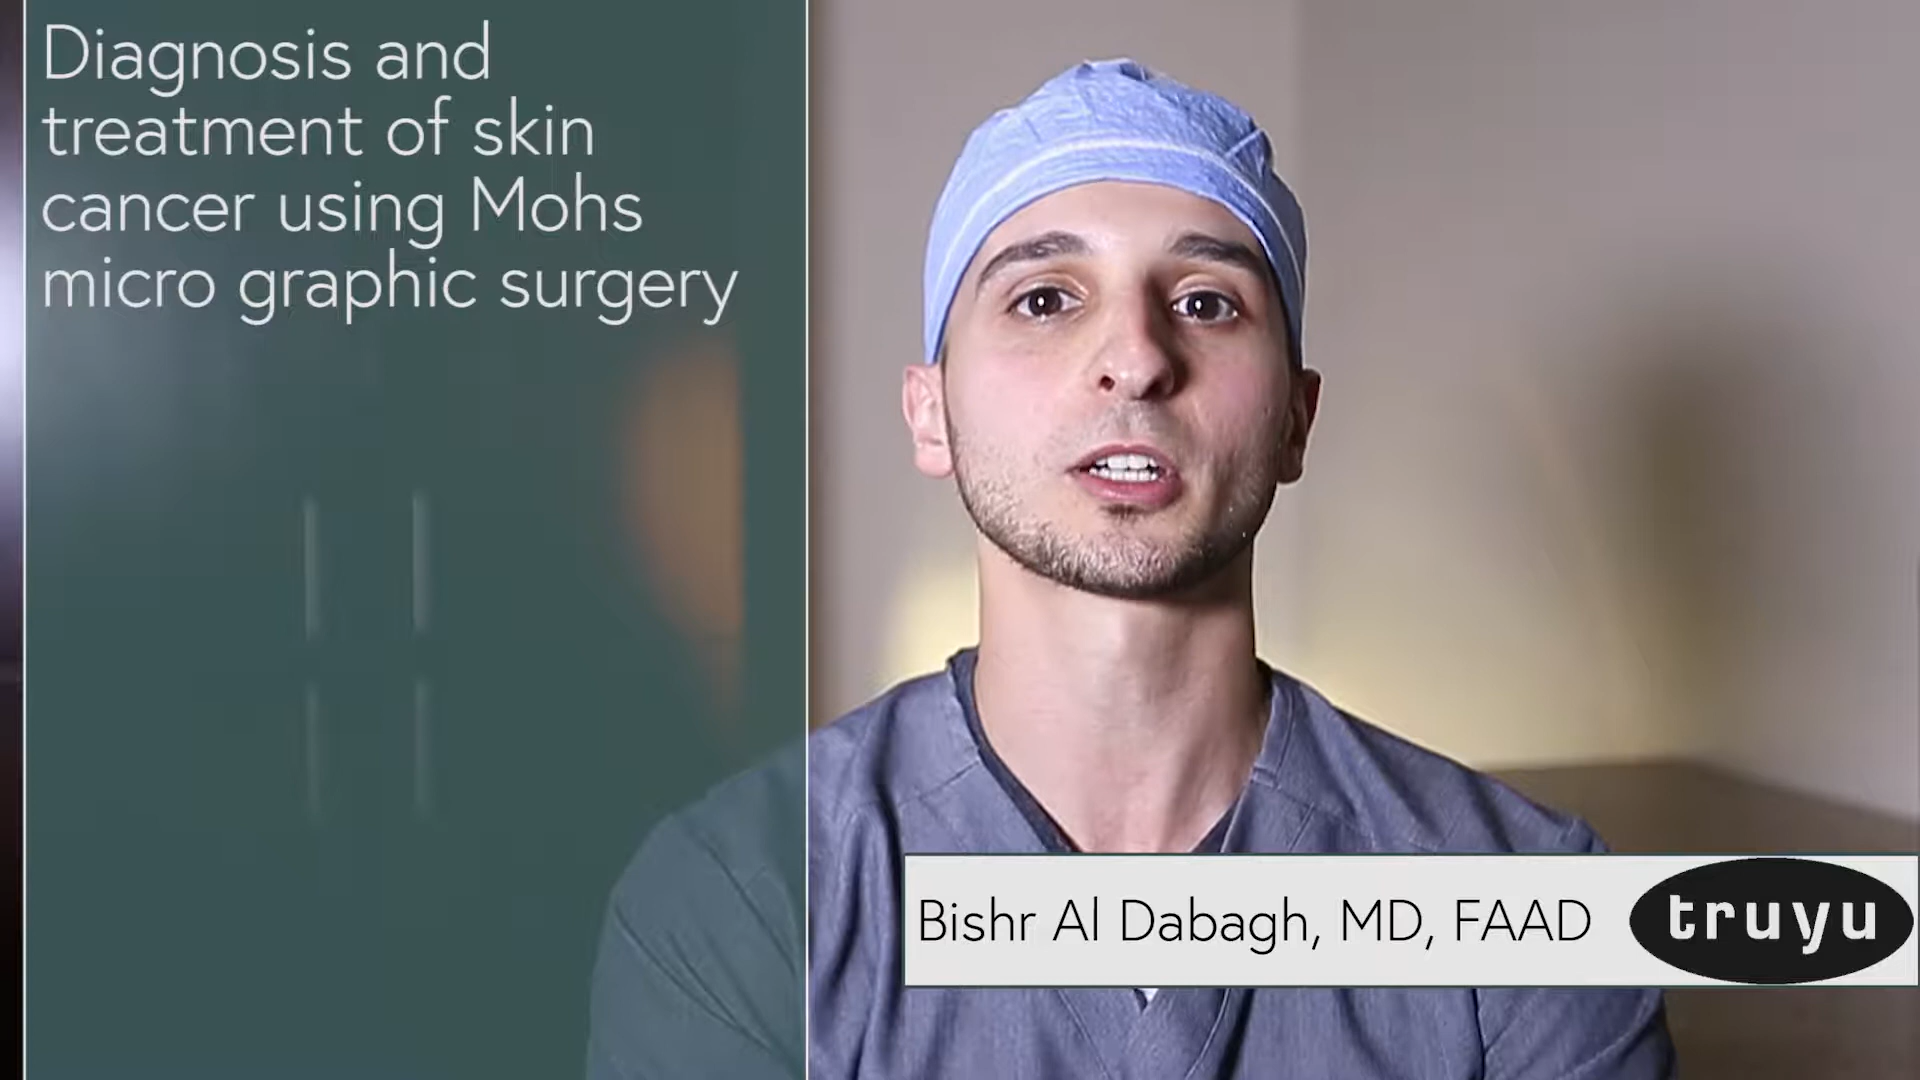 Diagnosis and
treatment of skin
cancer using Mohs
micro graphic surgery
Bishr Al Dabagh, MD, FAAD
truyu